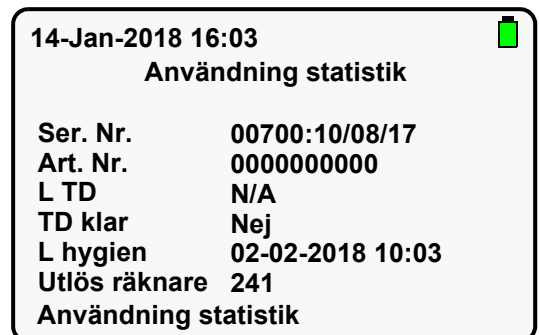 14-Jan-2018 16:03
Användning statistik
Ser. Nr. 00700:10/08/17
Art. Nr. 0000000000
L TD N/A
TD klar Nej
L hygien 02-02-2018 10:03
Utlös räknare 241
Användning statistik